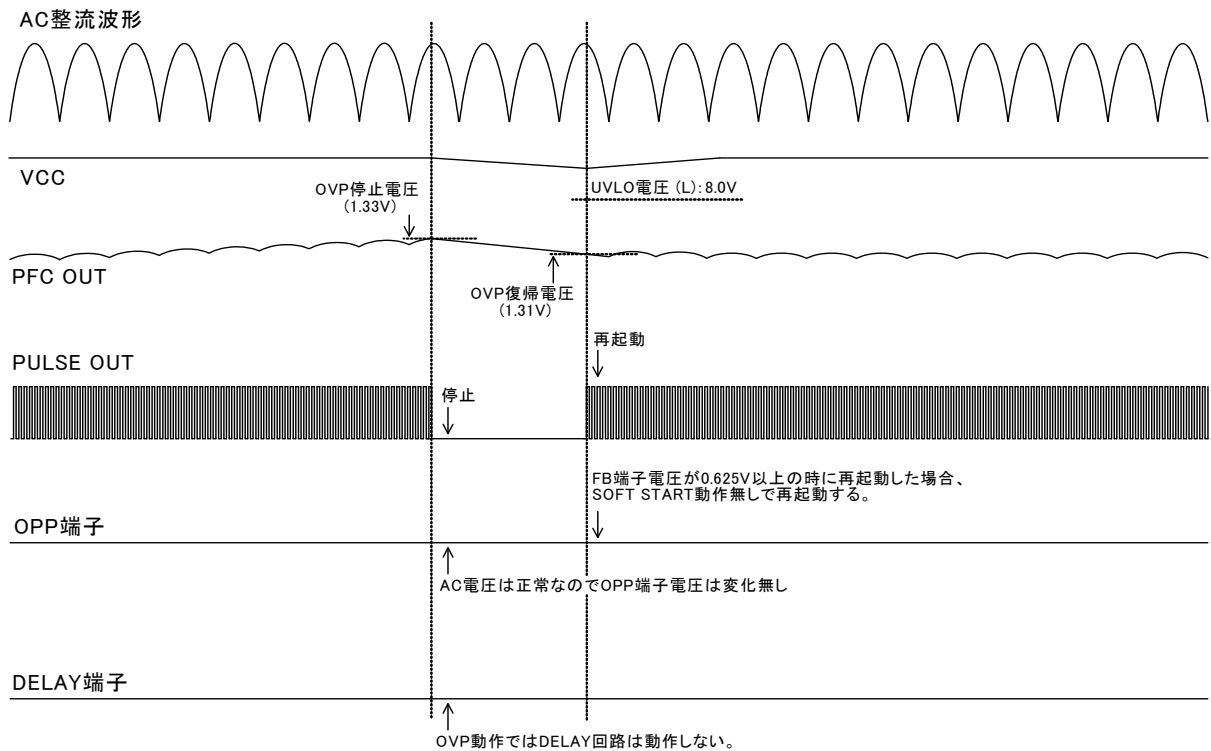 AC整流波形
VCC
OVP停止電圧
(1.33V)
UVLO電圧 (L):8.0V
PFC OUT
OVP復帰電圧
(1.31V)
再起動
PULSE OUT
停止
FB端子電圧が0.625V以上の時に再起動した場合、
SOFT START動作無しで再起動する。
OPP端子
AC電圧は正常なのでOPP端子電圧は変化無し
DELAY端子
OVP動作ではDELAY回路は動作しない。